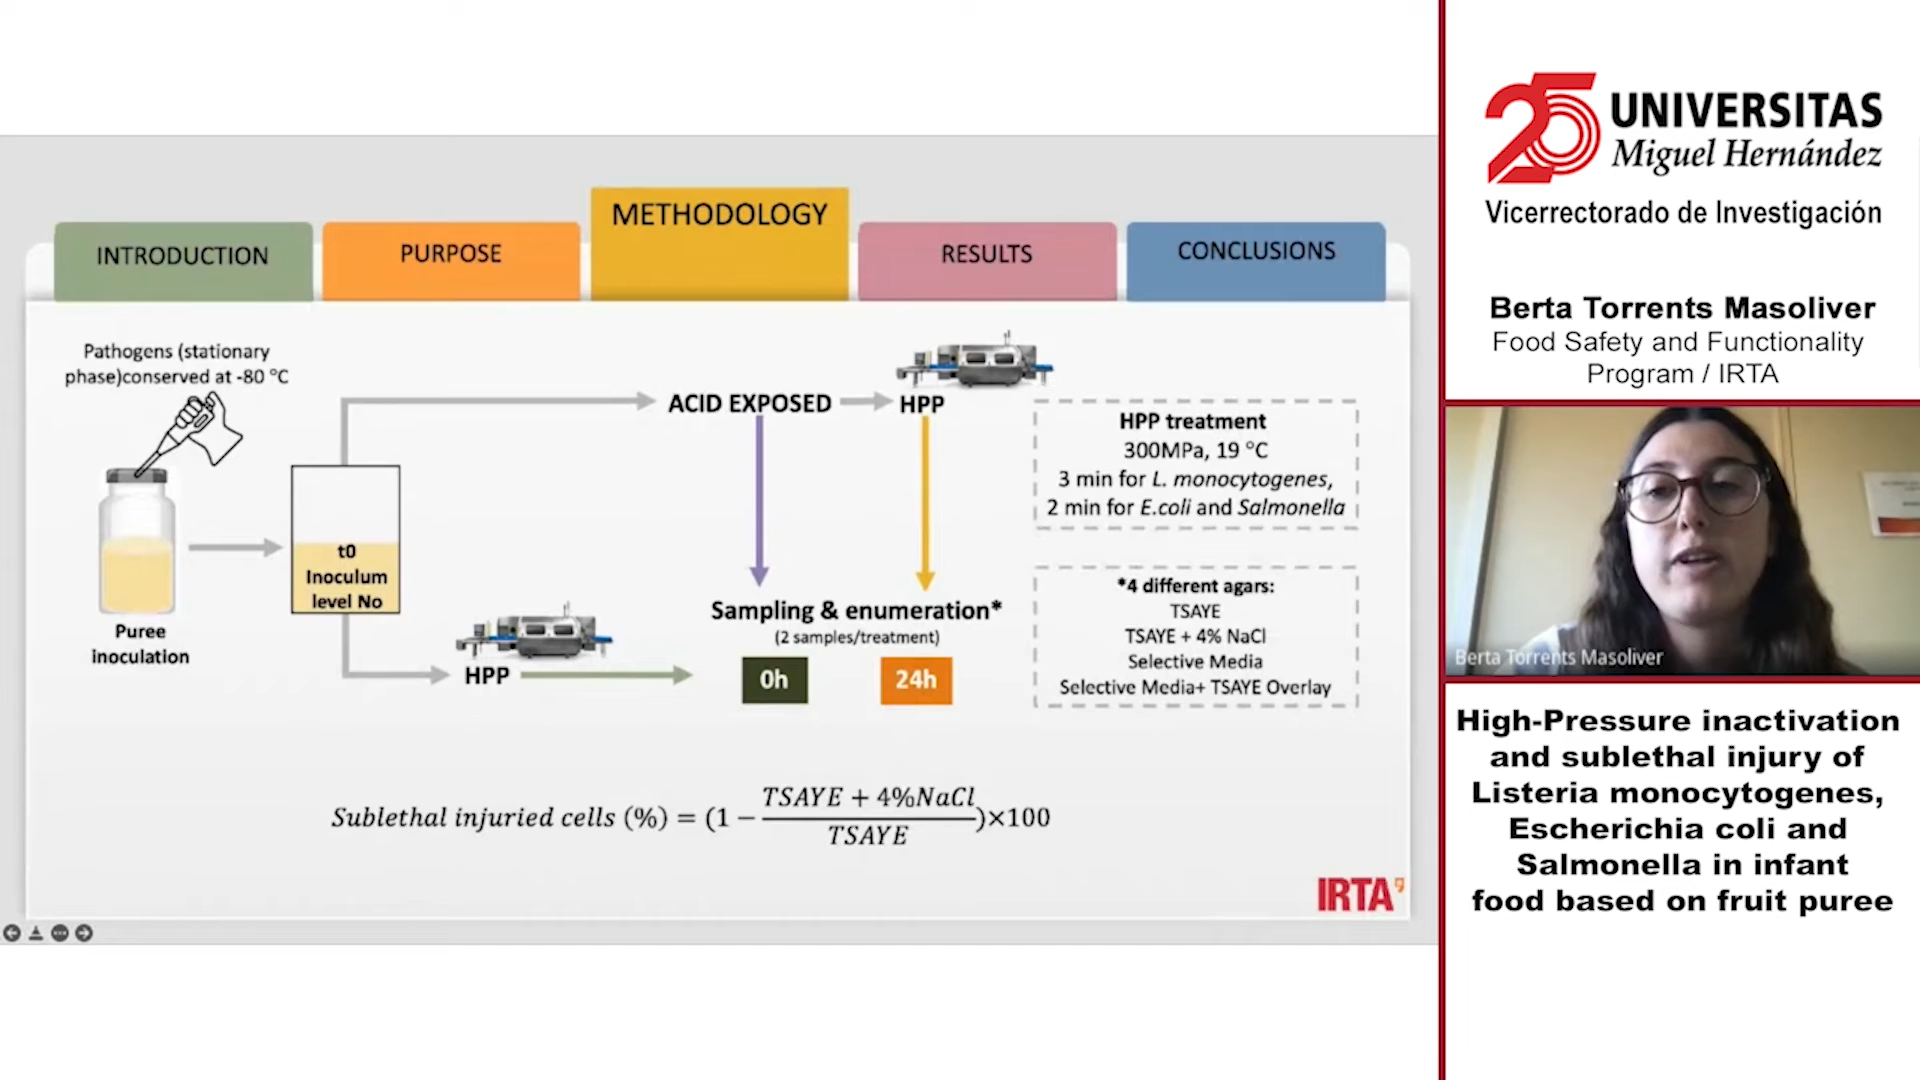 INTRODUCTION
PURPOSE
METHODOLOGY
RESULTS
CONCLUSIONS
Pathogens (stationary
phase)conserved at -80 °C
Puree
inoculation
t0
Inoculum
level No
ACID EXPOSED
HPP
HPP
Sampling & enumeration*
(2 samples/treatment)
0h
24h
HPP treatment
300MPa, 19 °C
3 min for L. monocytogenes,
2 min for E.coli and Salmonella
*4 different agars:
TSAYE
TSAYE + 4% NaCl
Selective Media
Selective Media+ TSAYE Overlay
Sublethal injuried cells (%) = (1 − TSAYE + 4%NaCl / TSAYE)×100
IRTA
25 UNIVERSITAS
Miguel Hernández
Vicerrectorado de Investigación
Berta Torrents Masoliver
Food Safety and Functionality
Program / IRTA
Berta Torrents Masoliver
High-Pressure inactivation
and sublethal injury of
Listeria monocytogenes,
Escherichia coli and
Salmonella in infant
food based on fruit puree